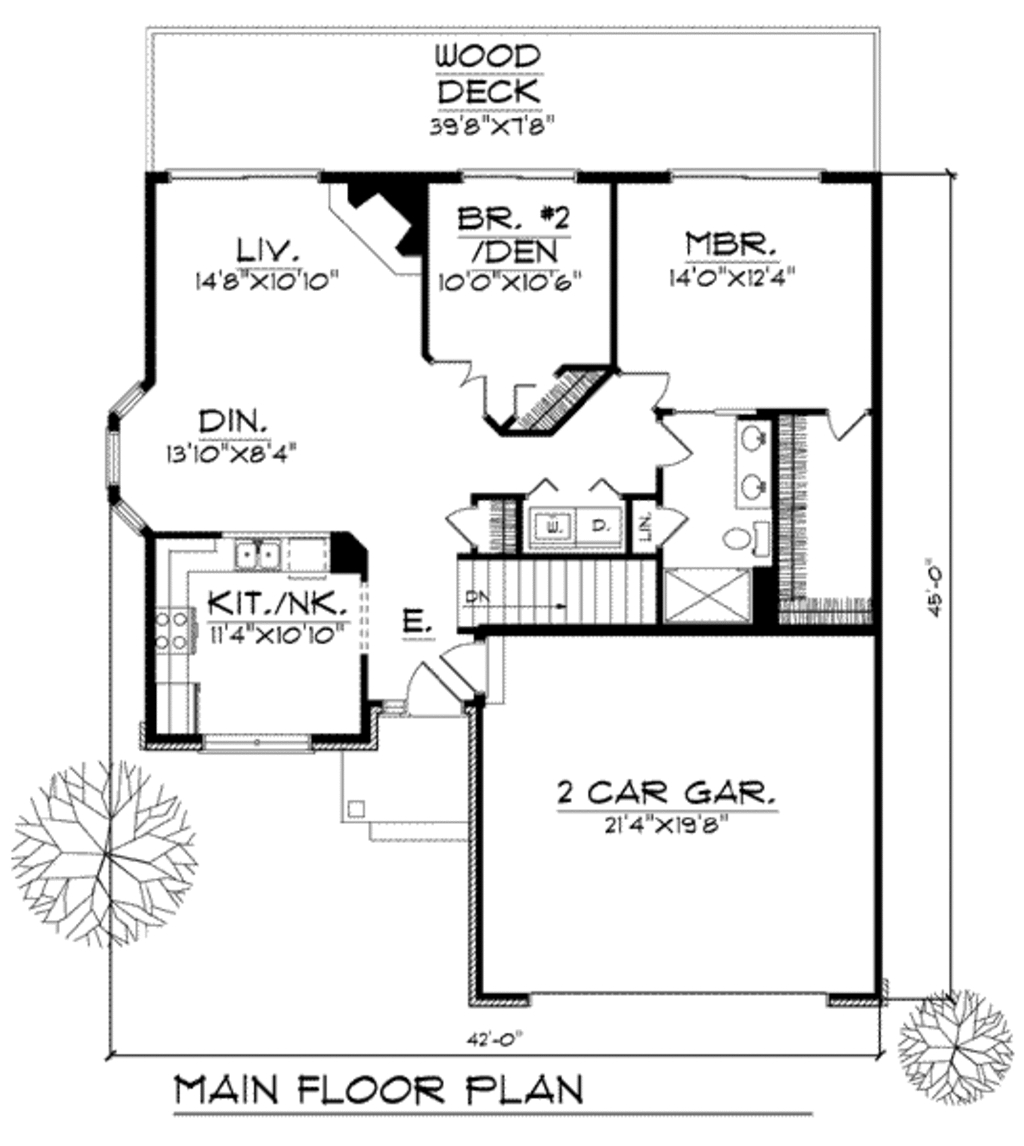 WOOD
DECK
39'8"X7'8"
BR. #2
/DEN
10'0"X10'6"
LIV.
14'8"X10'10"
MBR.
14'0"X12'4"
DIN.
13'10"X8'4"
W.
D.
LIN.
DN
KIT./NK.
11'4"X10'10"
E.
45'-0"
2 CAR GAR.
21'4"X19'8"
42'-0"
MAIN FLOOR PLAN